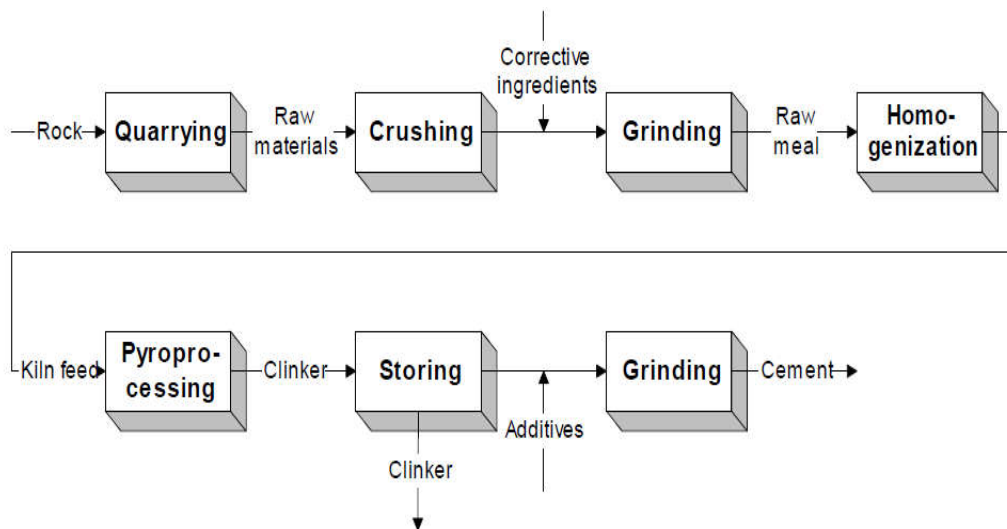 Corrective
ingredients
Rock
Quarrying
Raw
materials
Crushing
Grinding
Raw
meal
Homo-
genization
Kiln feed
Pyropro-
cessing
Clinker
Storing
Additives
Grinding
Cement
Clinker